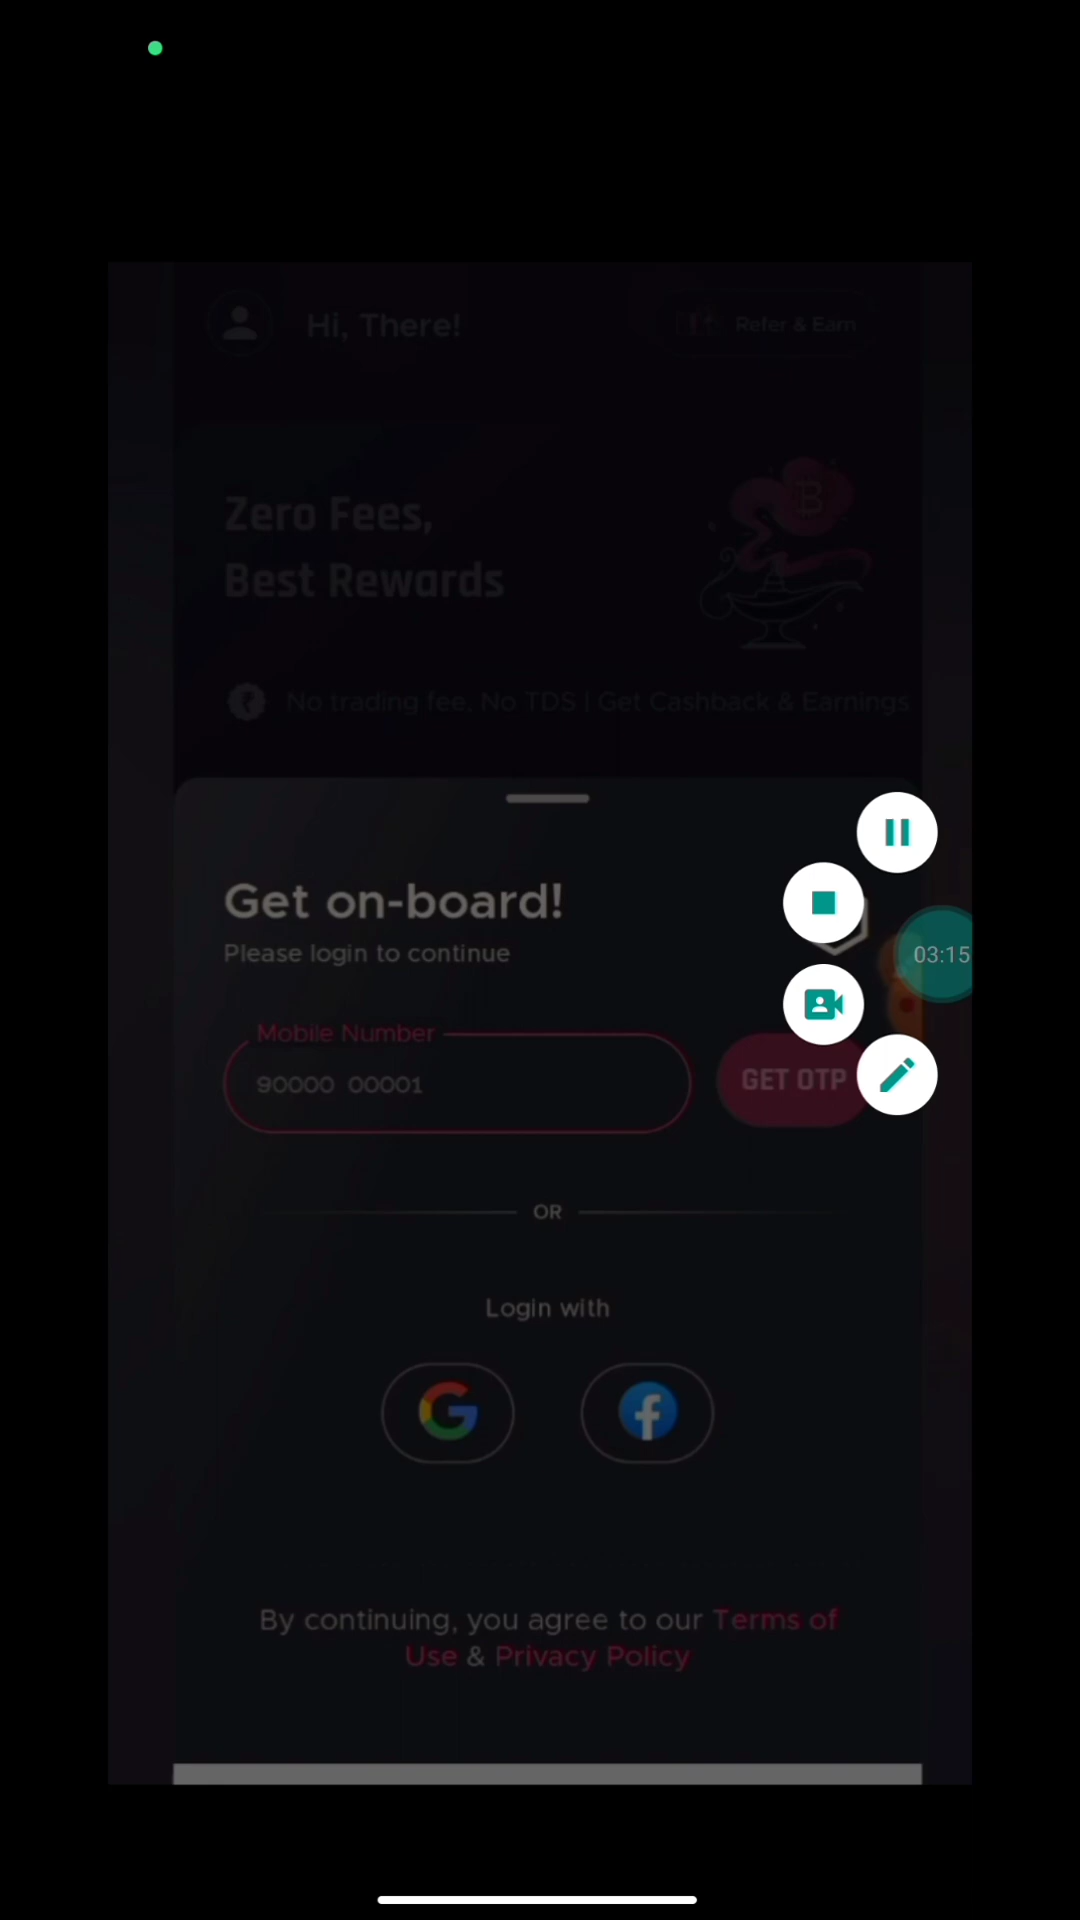 Hi, There!
Refer & Earn
Zero Fees,
Best Rewards
No trading fee, No TDS | Get Cashback & Earnings
Get on-board!
Please login to continue
03:15
Mobile Number
90000 00001
GET OTP
OR
Login with
By continuing, you agree to our Terms of
Use & Privacy Policy